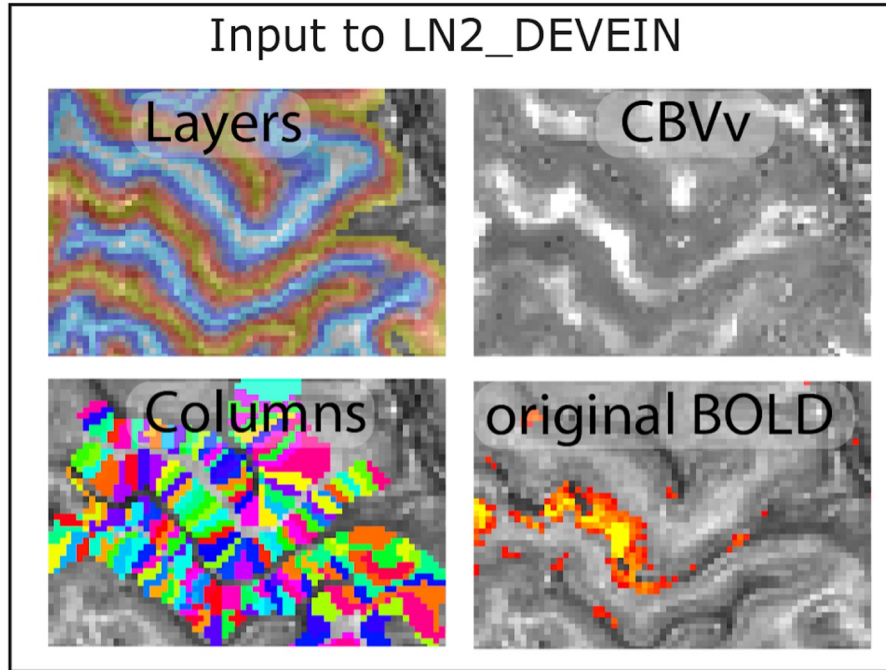 Input to LN2_DEVEIN
Layers
CBVv
Columns
original BOLD